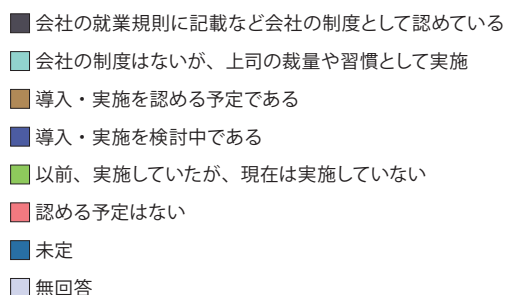 会社の就業規則に記載など会社の制度として認めている
会社の制度はないが、上司の裁量や習慣として実施
導入・実施を認める予定である
導入・実施を検討中である
以前、実施していたが、現在は実施していない
認める予定はない
未定
無回答